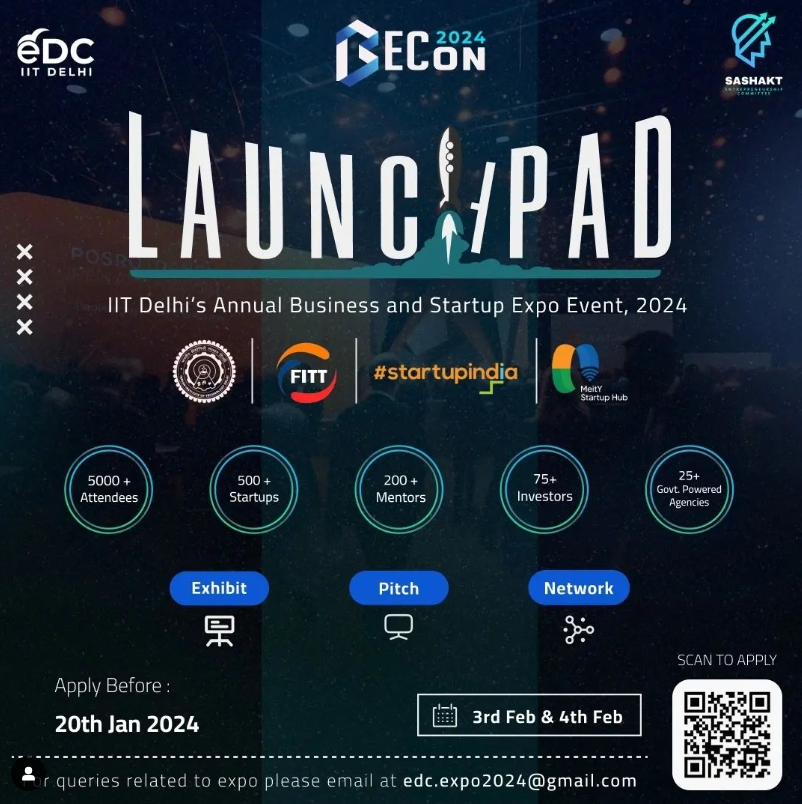 eDC
IIT DELHI
BECon 2024
SASHAKT
ENTREPRENEURSHIP
COMMITTEE
LAUNCHPAD
IIT Delhi's Annual Business and Startup Expo Event, 2024
FITT
#startupindia
MeitY
Startup Hub
5000 +
Attendees
500 +
Startups
200 +
Mentors
75+
Investors
25+
Govt. Powered
Agencies
Exhibit
Pitch
Network
SCAN TO APPLY
Apply Before :
20th Jan 2024
3rd Feb & 4th Feb
queries related to expo please email at edc.expo2024@gmail.com